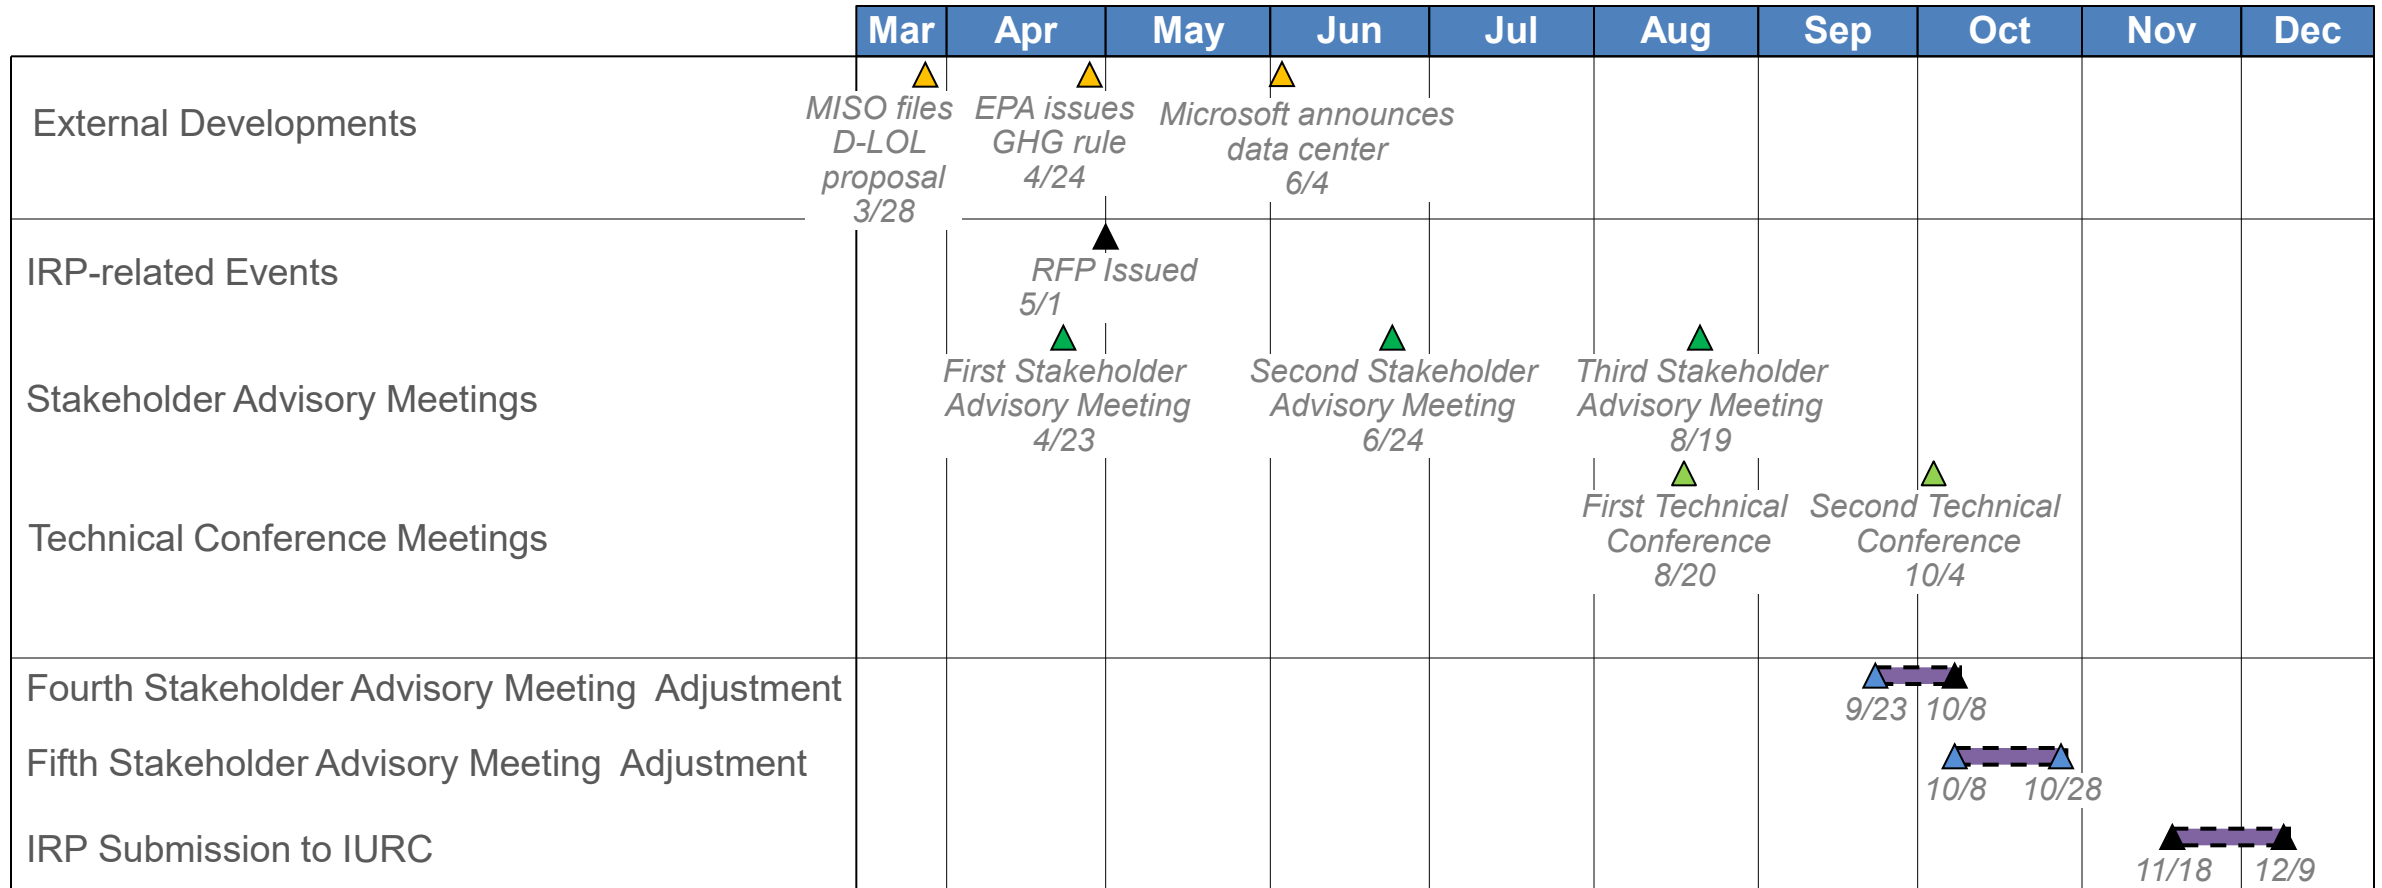 Mar Apr May Jun Jul Aug Sep Oct Nov Dec
External Developments
MISO files
D-LOL
proposal
3/28
EPA issues
GHG rule
4/24
Microsoft announces
data center
6/4
IRP-related Events
RFP Issued
5/1
Stakeholder Advisory Meetings
First Stakeholder
Advisory Meeting
4/23
Second Stakeholder
Advisory Meeting
6/24
Third Stakeholder
Advisory Meeting
8/19
Technical Conference Meetings
First Technical
Conference
8/20
Second Technical
Conference
10/4
Fourth Stakeholder Advisory Meeting Adjustment
9/23 10/8
Fifth Stakeholder Advisory Meeting Adjustment
10/8 10/28
IRP Submission to IURC
11/18 12/9